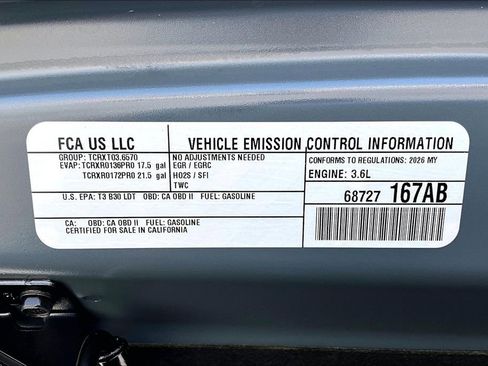 FCA US LLC
VEHICLE EMISSION CONTROL INFORMATION
GROUP: TCRXT03.6570
EVAP: TCRXR0136PR0 17.5 gal
TCRXR0172PR0 21.5 gal
NO ADJUSTMENTS NEEDED
EGR / EGRC
HO2S / SFI
TWC
CONFORMS TO REGULATIONS: 2026 MY
ENGINE: 3.6L
U.S. EPA: T3 B30 LDT OBD: CA OBD II FUEL: GASOLINE
CA: OBD: CA OBD II FUEL: GASOLINE
CERTIFIED FOR SALE IN CALIFORNIA
68727 167AB